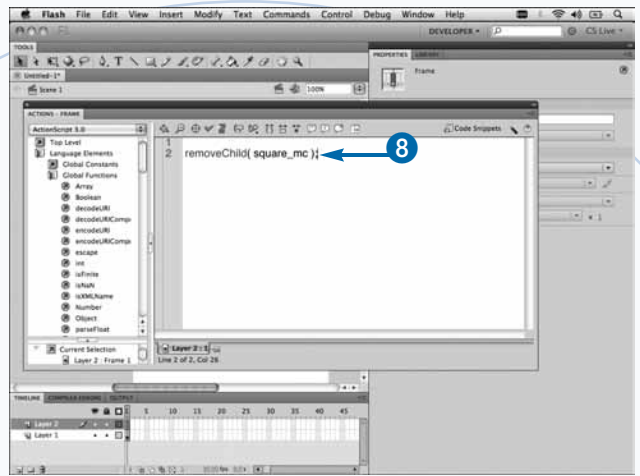 Flash File Edit View Insert Modify Text Commands Control Debug Window Help
DEVELOPER
CS Live
TOOLS
PROPERTIES LIBRARY
Untitled-1*
Frame
Scene 1
100%
ACTIONS - FRAME
ActionScript 3.0
Code Snippets
Top Level
Language Elements
Global Constants
Global Functions
Array
Boolean
decodeURI
decodeURICompo
encodeURI
encodeURICompo
escape
int
isFinite
isNaN
isXMLName
Number
Object
parseFloat
1
2 removeChild( square_mc );
8
Current Selection
Layer 2 : Frame 1
Layer 2 : 1
Line 2 of 2, Col 26
TIMELINE COMPILER ERRORS OUTPUT
5 10 15 20 25 30 35 40 45
Layer 2
Layer 1